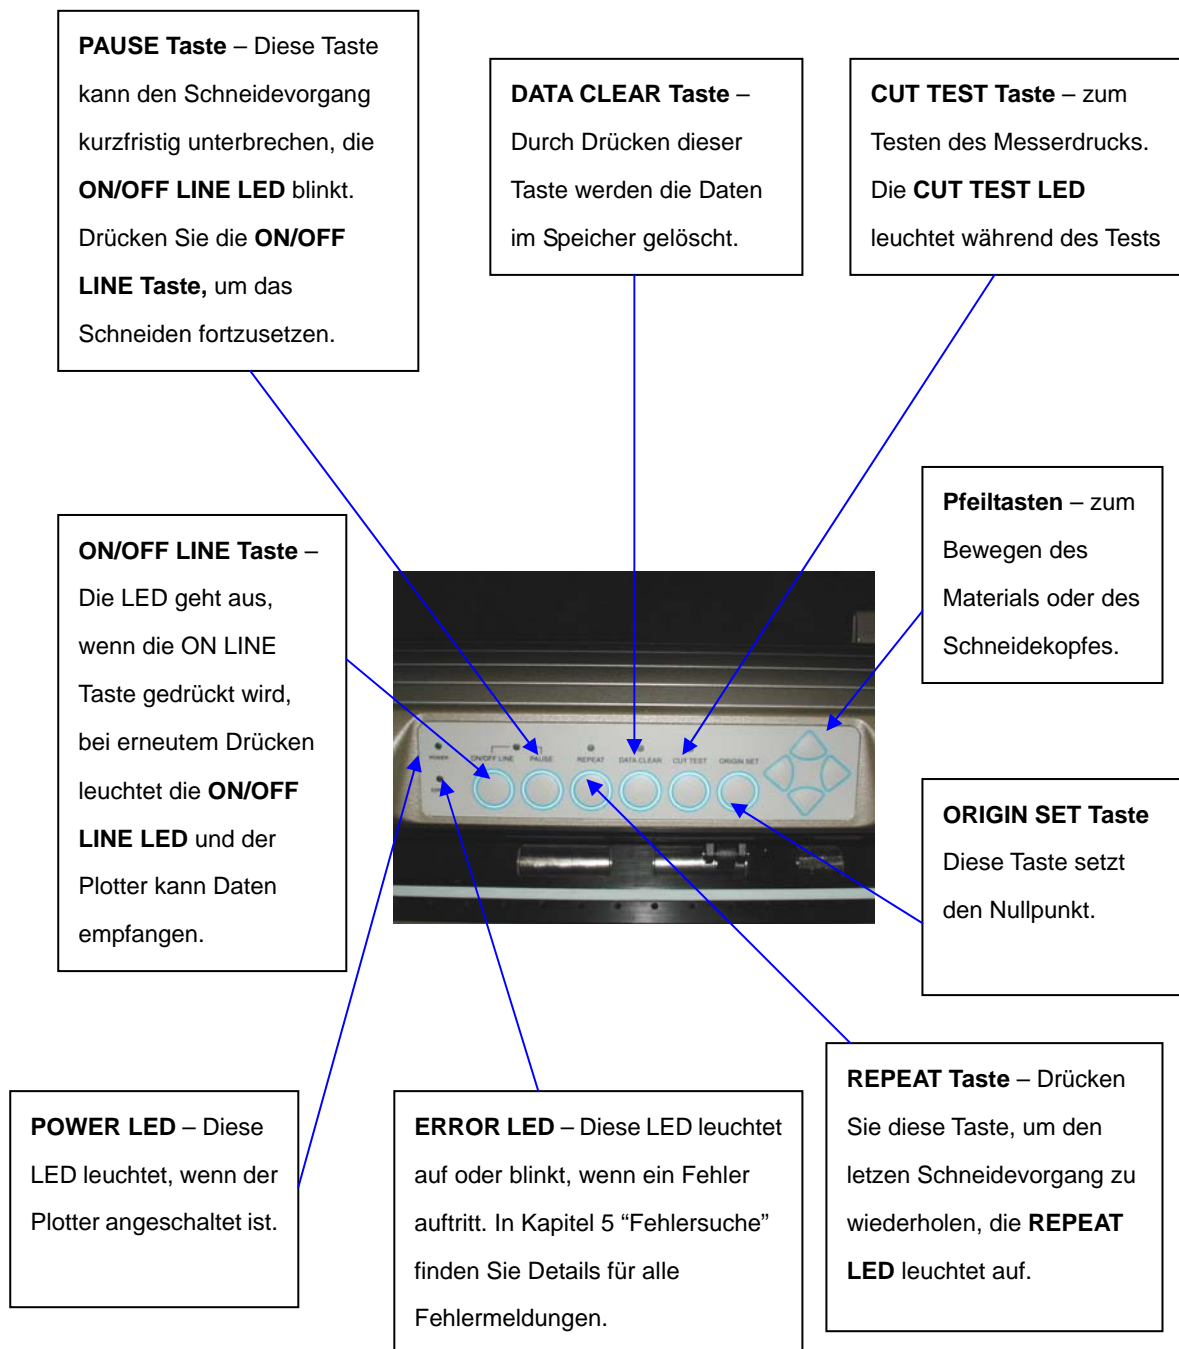 PAUSE Taste – Diese Taste
kann den Schneidevorgang
kurzfristig unterbrechen, die
ON/OFF LINE LED blinkt.
Drücken Sie die ON/OFF
LINE Taste, um das
Schneiden fortzusetzen.
DATA CLEAR Taste –
Durch Drücken dieser
Taste werden die Daten
im Speicher gelöscht.
CUT TEST Taste – zum
Testen des Messerdrucks.
Die CUT TEST LED
leuchtet während des Tests
Pfeiltasten – zum
Bewegen des
Materials oder des
Schneidekopfes.
ON/OFF LINE Taste –
Die LED geht aus,
wenn die ON LINE
Taste gedrückt wird,
bei erneutem Drücken
leuchtet die ON/OFF
LINE LED und der
Plotter kann Daten
empfangen.
POWER
ON/OFF LINE
PAUSE
REPEAT
DATA CLEAR
CUT TEST
ORIGIN SET
ORIGIN SET Taste
Diese Taste setzt
den Nullpunkt.
POWER LED – Diese
LED leuchtet, wenn der
Plotter angeschaltet ist.
ERROR LED – Diese LED leuchtet
auf oder blinkt, wenn ein Fehler
auftritt. In Kapitel 5 “Fehlersuche”
finden Sie Details für alle
Fehlermeldungen.
REPEAT Taste – Drücken
Sie diese Taste, um den
letzen Schneidevorgang zu
wiederholen, die REPEAT
LED leuchtet auf.